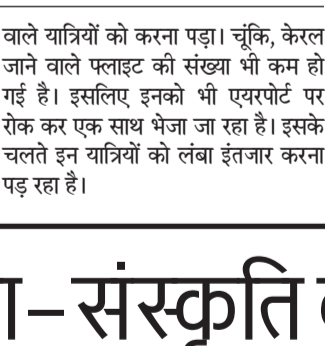 वाले यात्रियों को करना पड़ा। चूंकि, केरल
जाने वाले फ्लाइट की संख्या भी कम हो
गई है। इसलिए इनको भी एयरपोर्ट पर
रोक कर एक साथ भेजा जा रहा है। इसके
चलते इन यात्रियों को लंबा इंतजार करना
पड़ रहा है।
–संस्कृति